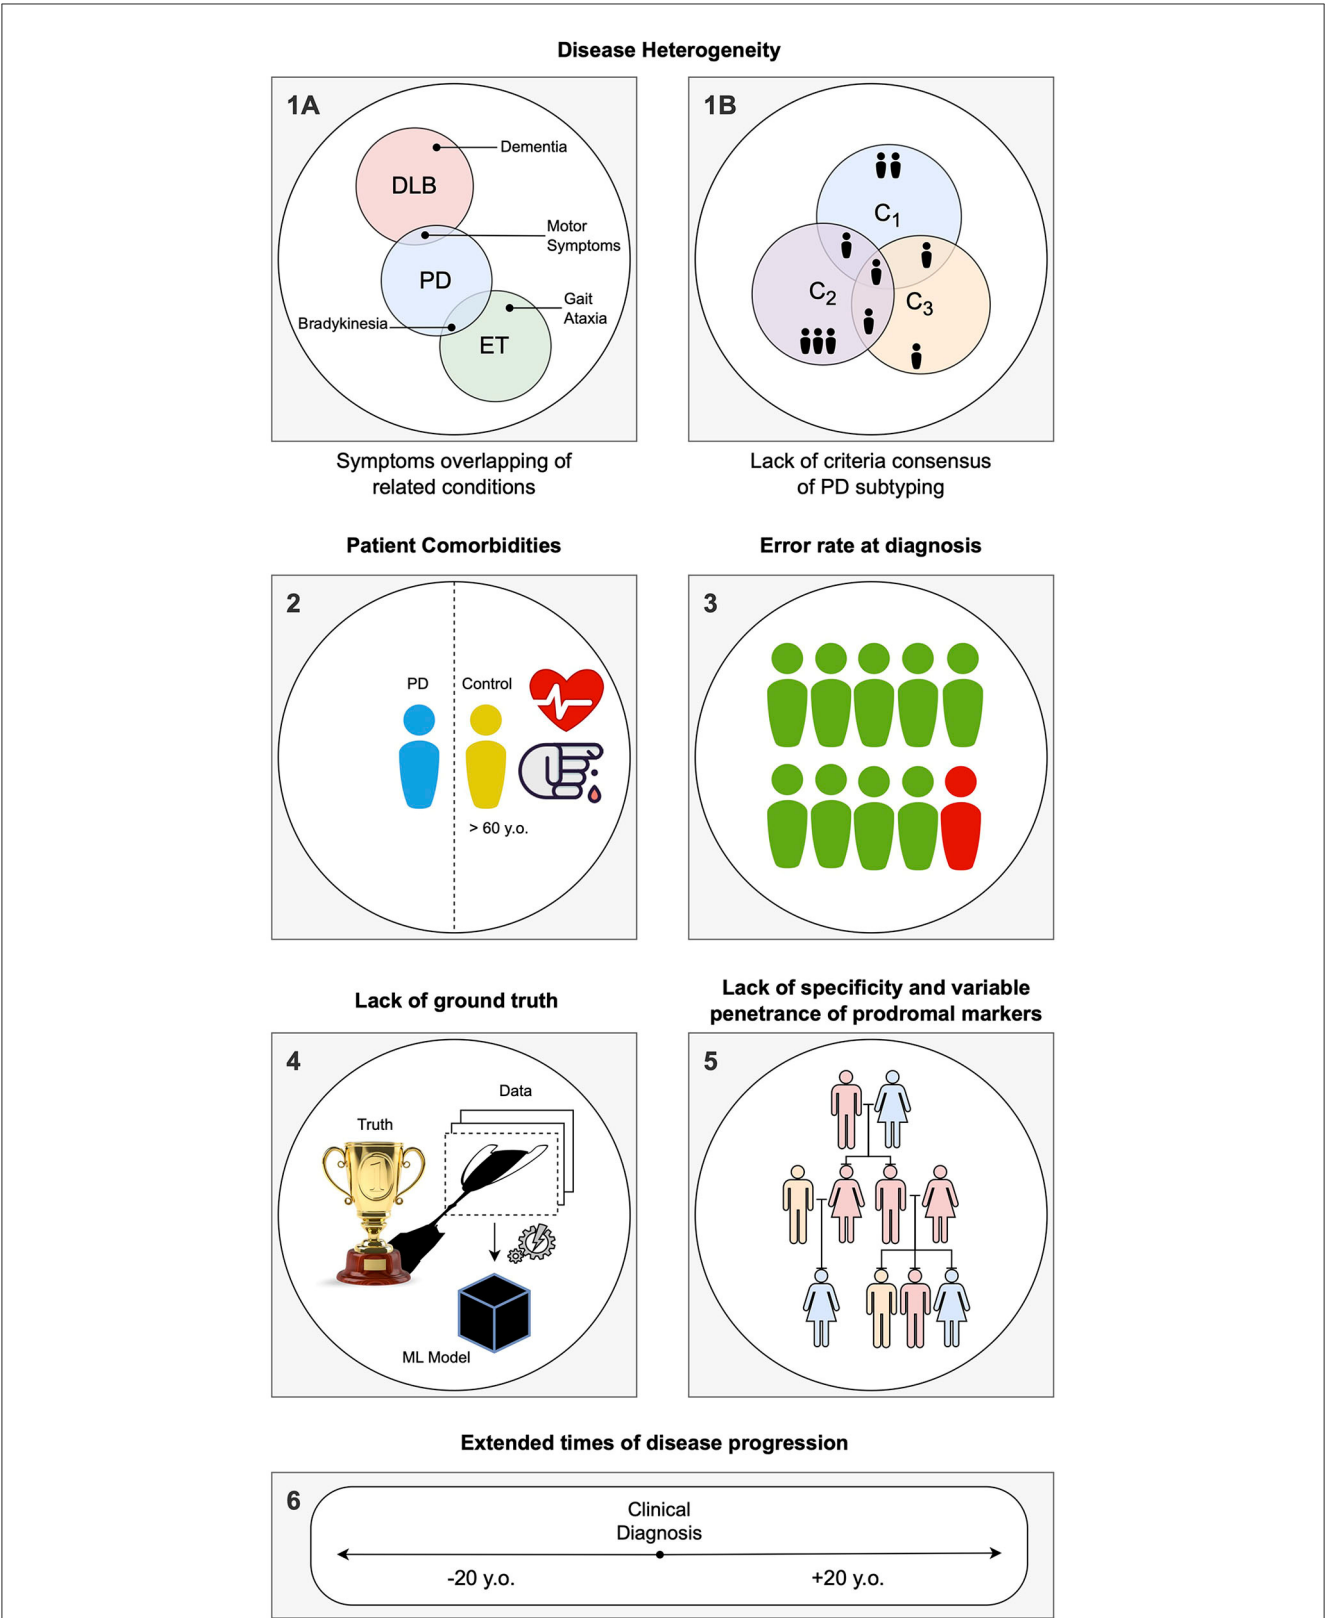 Disease Heterogeneity
1A
Dementia
DLB
Motor
Symptoms
PD
Gait
Ataxia
Bradykinesia
ET
Symptoms overlapping of
related conditions
1B
C1
C2
C3
Lack of criteria consensus
of PD subtyping
Patient Comorbidities
2
PD
Control
> 60 y.o.
Error rate at diagnosis
3
Lack of ground truth
4
Data
Truth
1
ML Model
Lack of specificity and variable
penetrance of prodromal markers
5
Extended times of disease progression
6
Clinical
Diagnosis
-20 y.o.
+20 y.o.